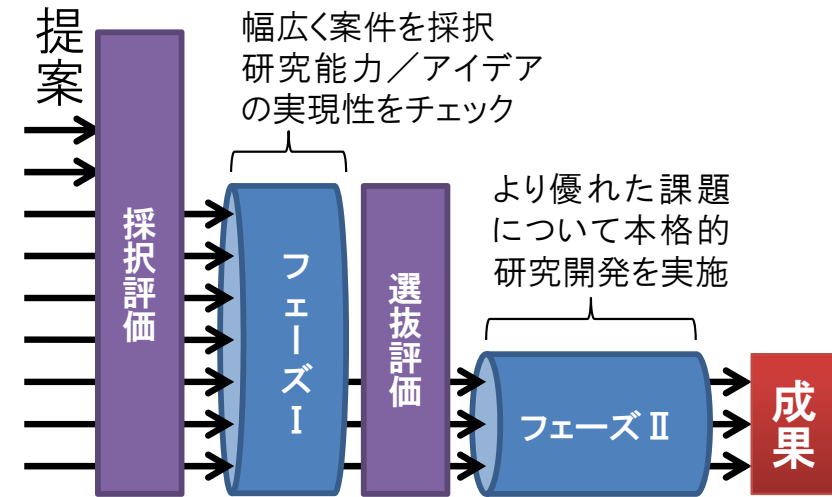 提案
幅広く案件を採択
研究能力／アイデア
の実現性をチェック
採択評価
フェーズⅠ
選抜評価
より優れた課題
について本格的
研究開発を実施
フェーズⅡ
成果